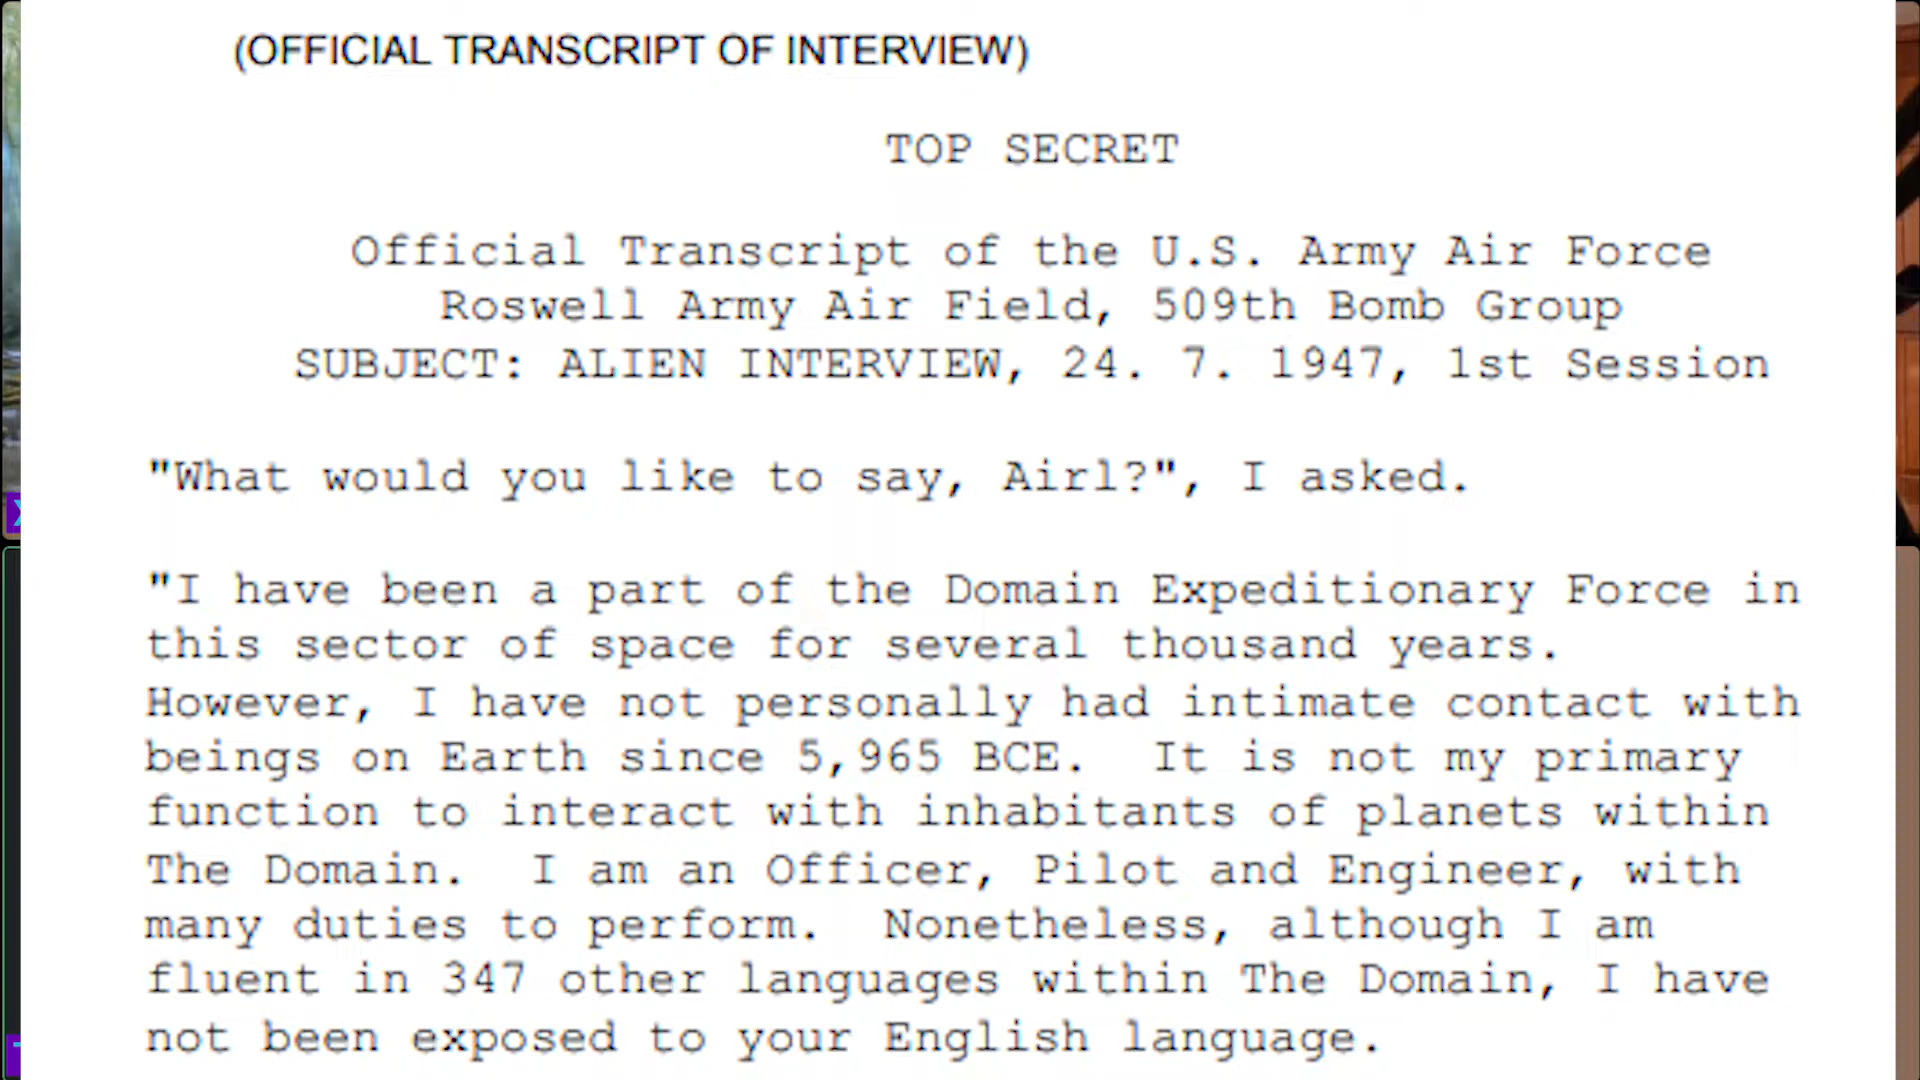 (OFFICIAL TRANSCRIPT OF INTERVIEW)
TOP SECRET
Official Transcript of the U.S. Army Air Force
Roswell Army Air Field, 509th Bomb Group
SUBJECT: ALIEN INTERVIEW, 24. 7. 1947, 1st Session
"What would you like to say, Airl?", I asked.
"I have been a part of the Domain Expeditionary Force in
this sector of space for several thousand years.
However, I have not personally had intimate contact with
beings on Earth since 5,965 BCE. It is not my primary
function to interact with inhabitants of planets within
The Domain. I am an Officer, Pilot and Engineer, with
many duties to perform. Nonetheless, although I am
fluent in 347 other languages within The Domain, I have
not been exposed to your English language.